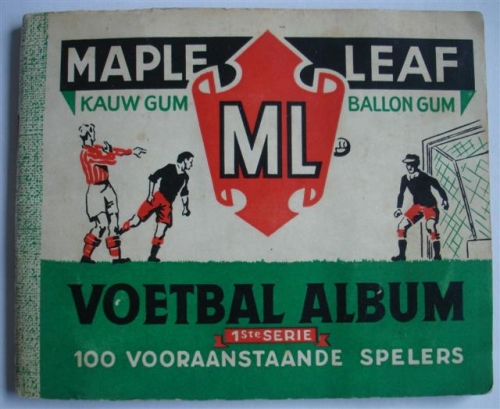 MAPLE LEAF
KAUW GUM BALLON GUM
ML
VOETBAL ALBUM
1Ste SERIE
100 VOORAANSTAANDE SPELERS